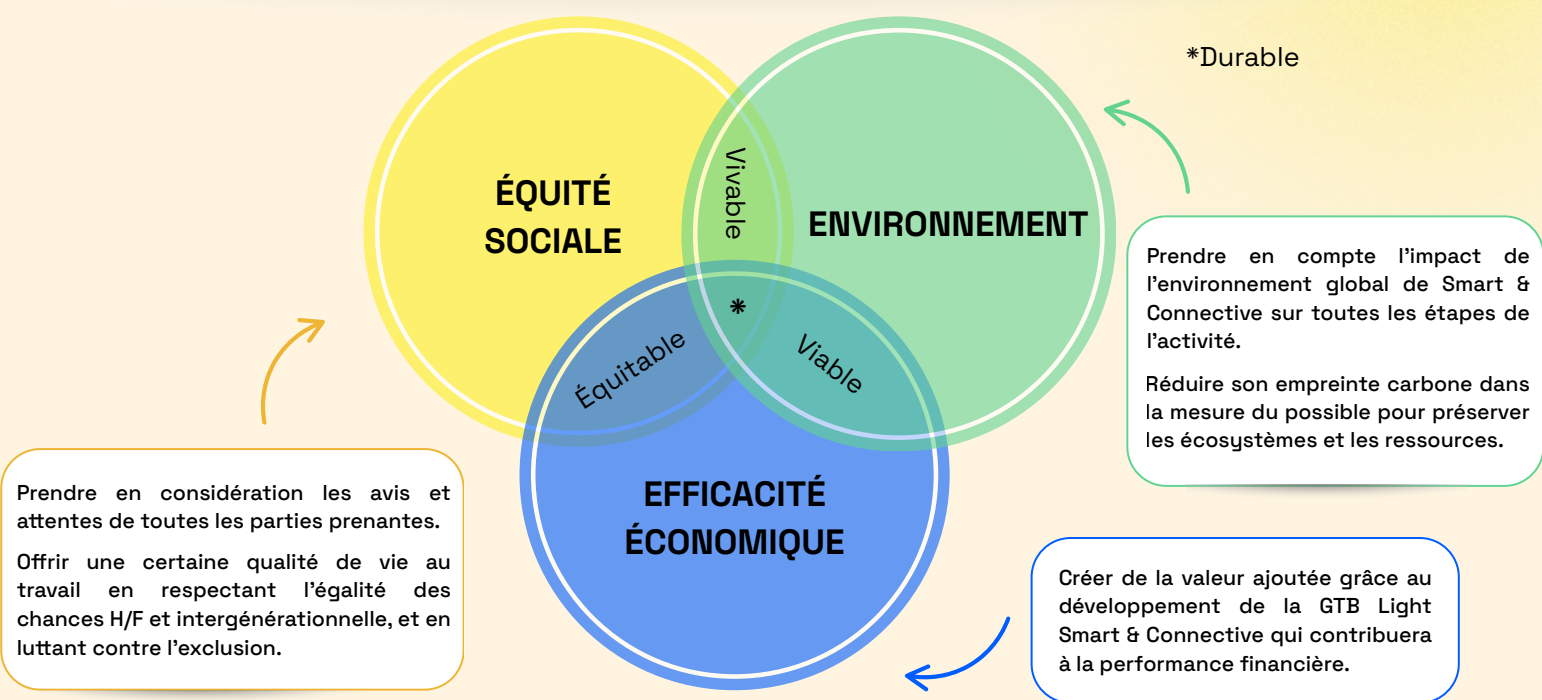 *Durable
ÉQUITÉ
SOCIALE
Vivable
ENVIRONNEMENT
*
Équitable
Viable
EFFICACITÉ
ÉCONOMIQUE
Prendre en compte l'impact de
l'environnement global de Smart &
Connective sur toutes les étapes de
l'activité.
Réduire son empreinte carbone dans
la mesure du possible pour préserver
les écosystèmes et les ressources.
Prendre en considération les avis et
attentes de toutes les parties prenantes.
Offrir une certaine qualité de vie au
travail en respectant l'égalité des
chances H/F et intergénérationnelle, et en
luttant contre l'exclusion.
Créer de la valeur ajoutée grâce au
développement de la GTB Light
Smart & Connective qui contribuera
à la performance financière.